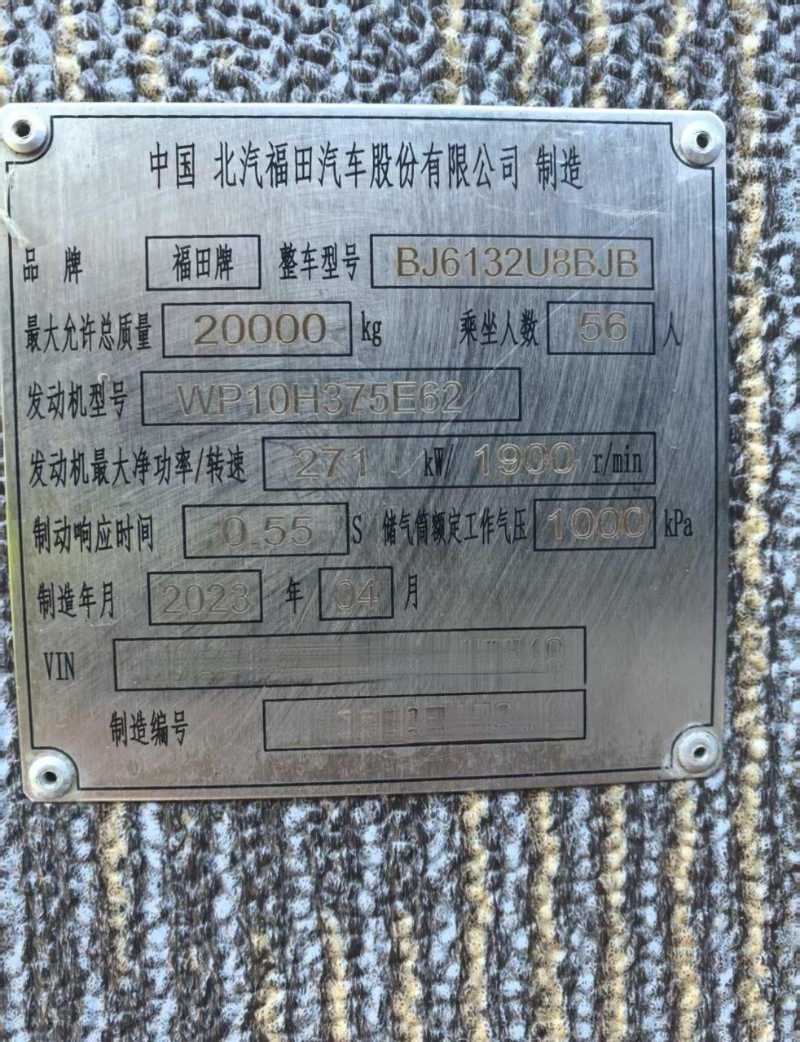 中国 北汽福田汽车股份有限公司 制造
品 牌 福田牌 整车型号 BJ6132U8BJB
最大允许总质量 20000 kg 乘坐人数 56 人
发动机型号 WP10H375E62
发动机最大净功率/转速 271 kW/ 1900 r/min
制动响应时间 0.55 S 储气筒额定工作气压 1000 kPa
制造年月 2023 年 04 月
VIN
制造编号